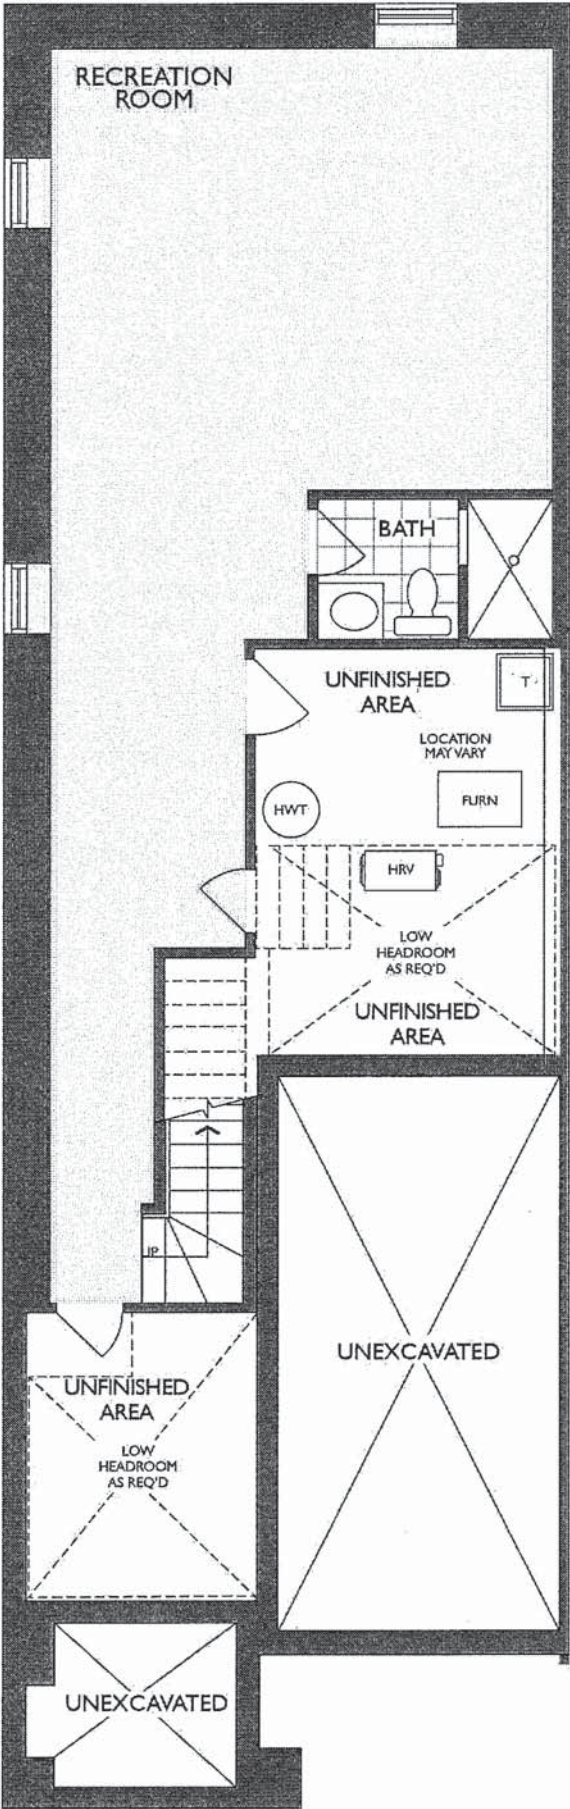 RECREATION
ROOM
BATH
UNFINISHED
AREA
T
LOCATION
MAY VARY
FURN
HWT
HRV
LOW
HEADROOM
AS REQ'D
UNFINISHED
AREA
UNEXCAVATED
UNFINISHED
AREA
LOW
HEADROOM
AS REQ'D
UNEXCAVATED